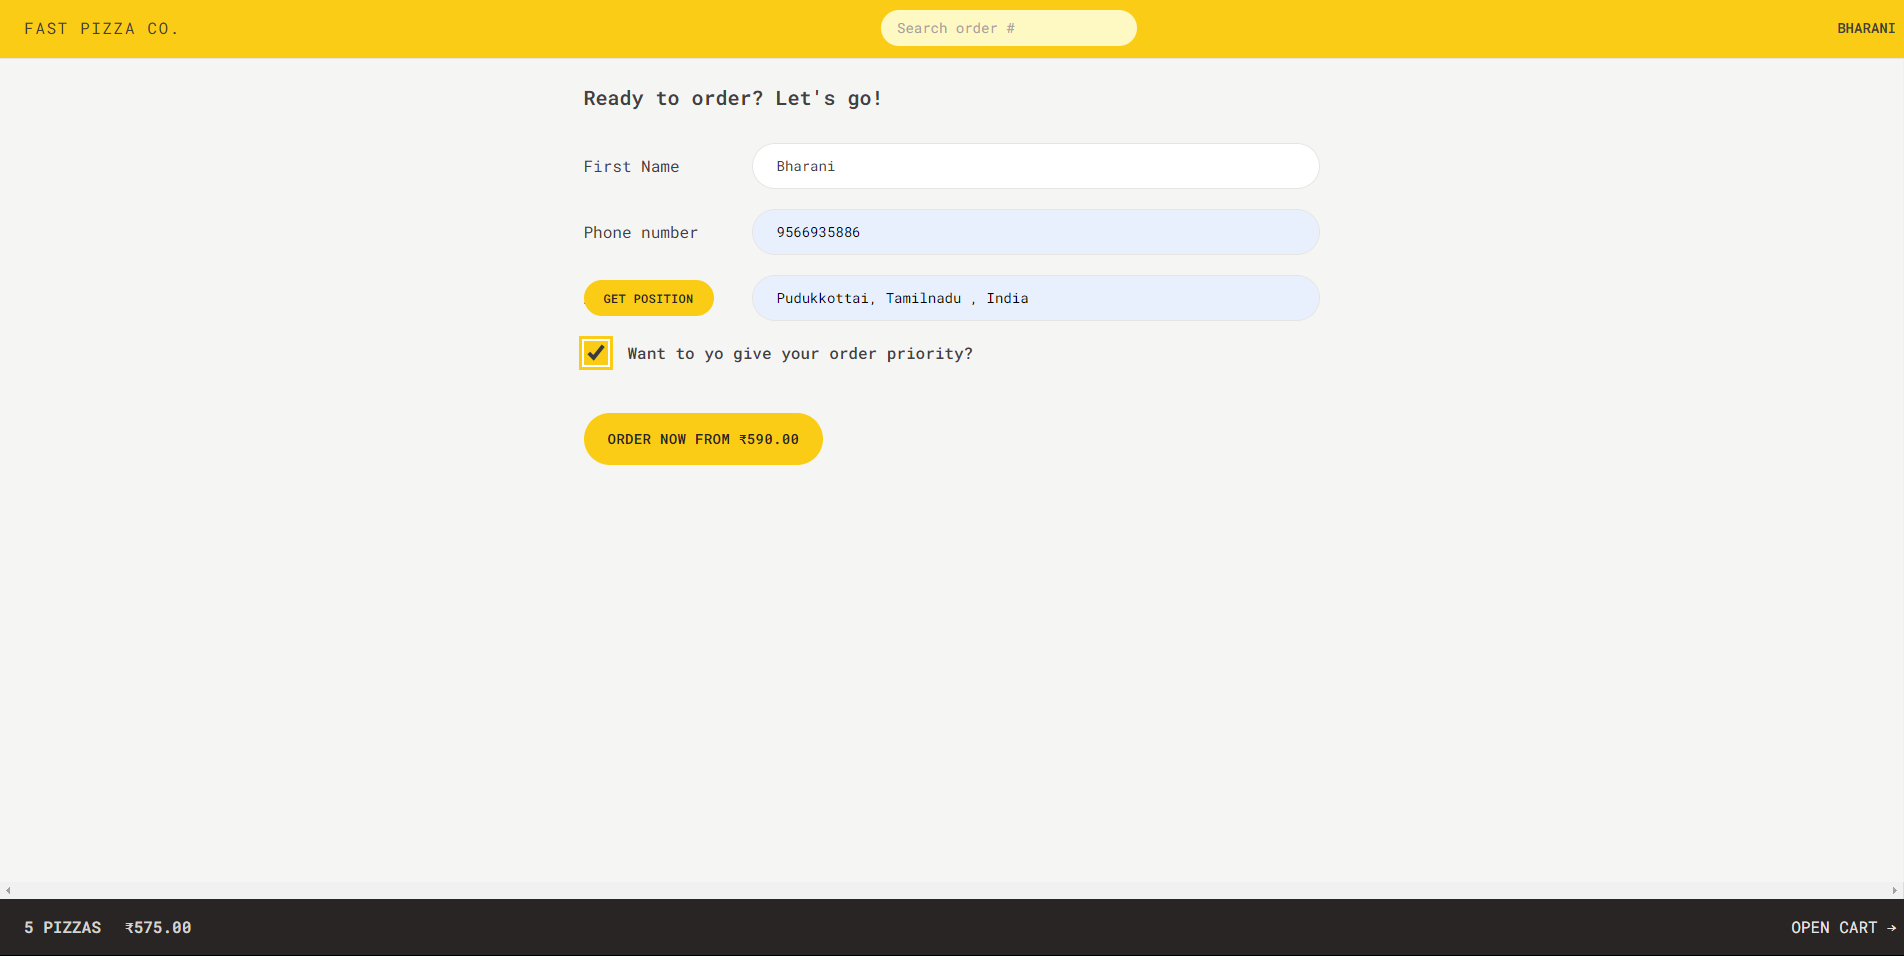 FAST PIZZA CO.
Search order #
BHARANI
Ready to order? Let's go!
First Name
Bharani
Phone number
9566935886
GET POSITION
Pudukkottai, Tamilnadu , India
Want to yo give your order priority?
ORDER NOW FROM ₹590.00
5 PIZZAS ₹575.00
OPEN CART →